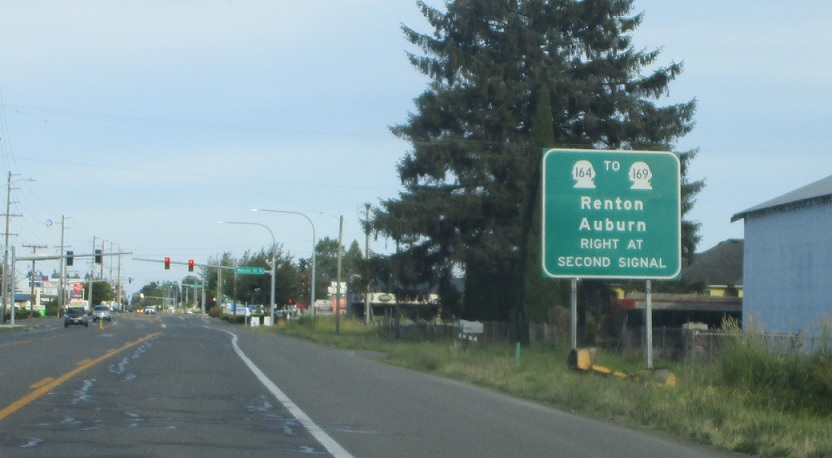 164 TO 169
Renton
Auburn
RIGHT AT
SECOND SIGNAL